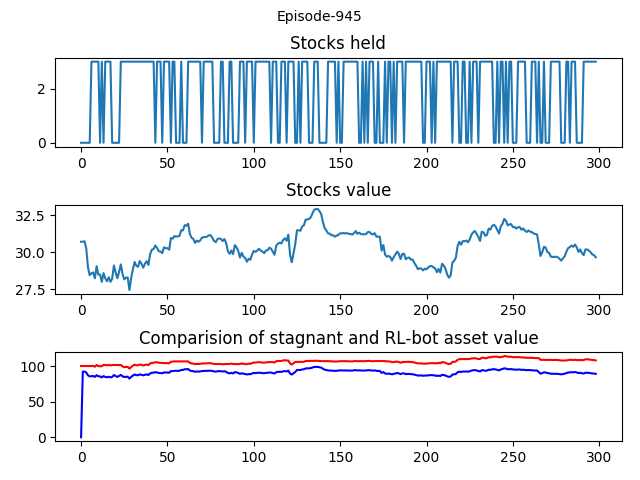 Episode-945
Stocks held
2
0
0 50 100 150 200 250 300
Stocks value
32.5
30.0
27.5
0 50 100 150 200 250 300
Comparision of stagnant and RL-bot asset value
100
50
0
0 50 100 150 200 250 300